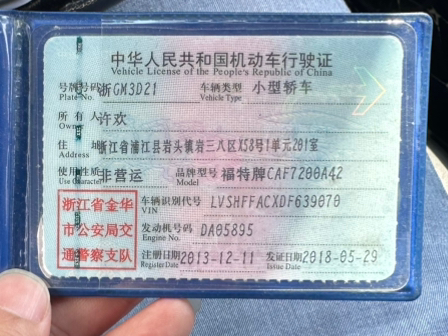 中华人民共和国机动车行驶证
Vehicle License of the People's Republic of China
号牌号码 浙GM3D21 车辆类型 小型轿车
Plate No. Vehicle Type
所有人 许欢
Owner
住址 浙江省浦江县岩头镇岩三八区X58号1单元201室
Address
使用性质 非营运 品牌型号 福特牌CAF7200A42
Use Character Model
浙江省金华市公安局交通警察支队
车辆识别代号 LVSHFFACXDF639070
VIN
发动机号码 DA05895
Engine No.
注册日期 2013-12-11 发证日期 2018-05-29
Register Date Issue Date